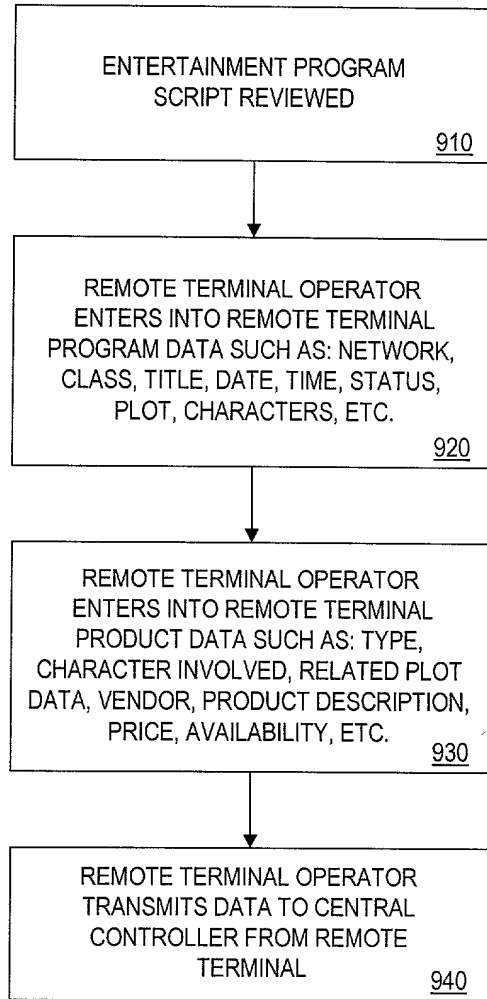 ENTERTAINMENT PROGRAM
SCRIPT REVIEWED
910
REMOTE TERMINAL OPERATOR
ENTERS INTO REMOTE TERMINAL
PROGRAM DATA SUCH AS: NETWORK,
CLASS, TITLE, DATE, TIME, STATUS,
PLOT, CHARACTERS, ETC.
920
REMOTE TERMINAL OPERATOR
ENTERS INTO REMOTE TERMINAL
PRODUCT DATA SUCH AS: TYPE,
CHARACTER INVOLVED, RELATED PLOT
DATA, VENDOR, PRODUCT DESCRIPTION,
PRICE, AVAILABILITY, ETC.
930
REMOTE TERMINAL OPERATOR
TRANSMITS DATA TO CENTRAL
CONTROLLER FROM REMOTE
TERMINAL
940